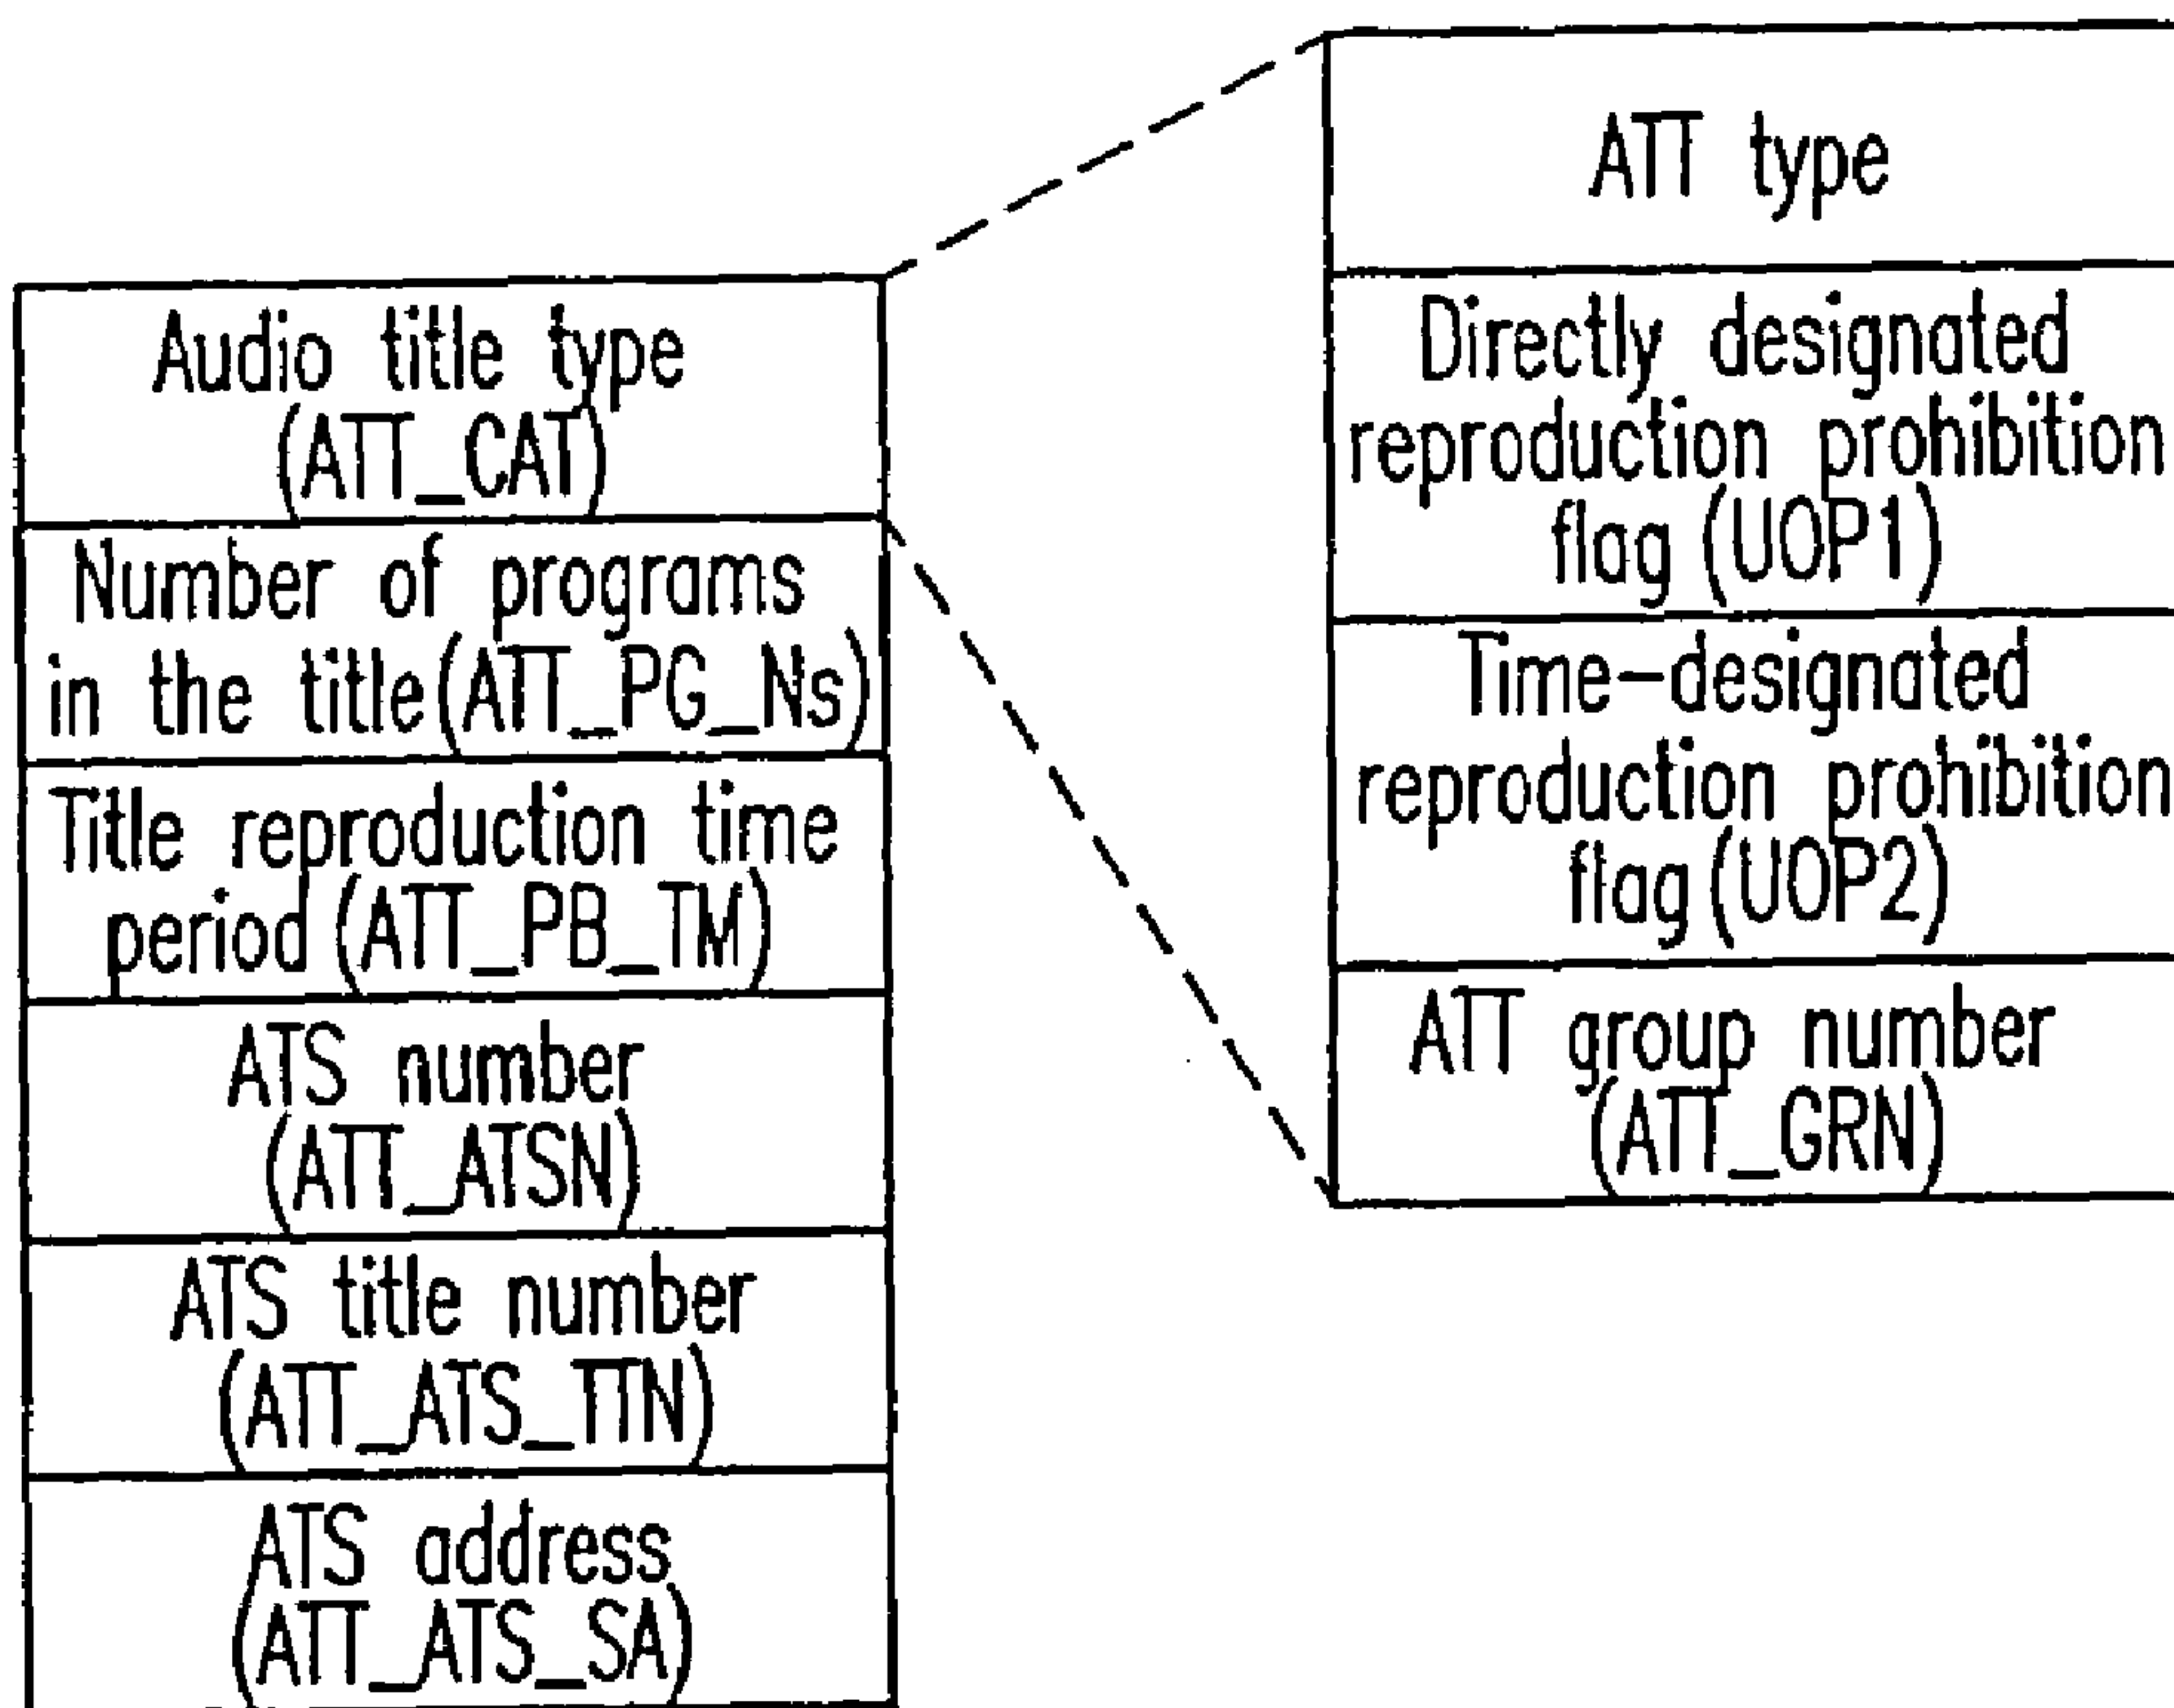 Audio title type
(ATT_CAT)
Number of programs
in the title(ATT_PG_Ns)
Title reproduction time
period(ATT_PB_TM)
ATS number
(ATT_ATSN)
ATS title number
(ATT_ATS_TTN)
ATS address
(ATT_ATS_SA)
ATT type
Directly designated
reproduction prohibition
flag (UOP1)
Time-designated
reproduction prohibition
flag(UOP2)
ATT group number
(ATT_GRN)